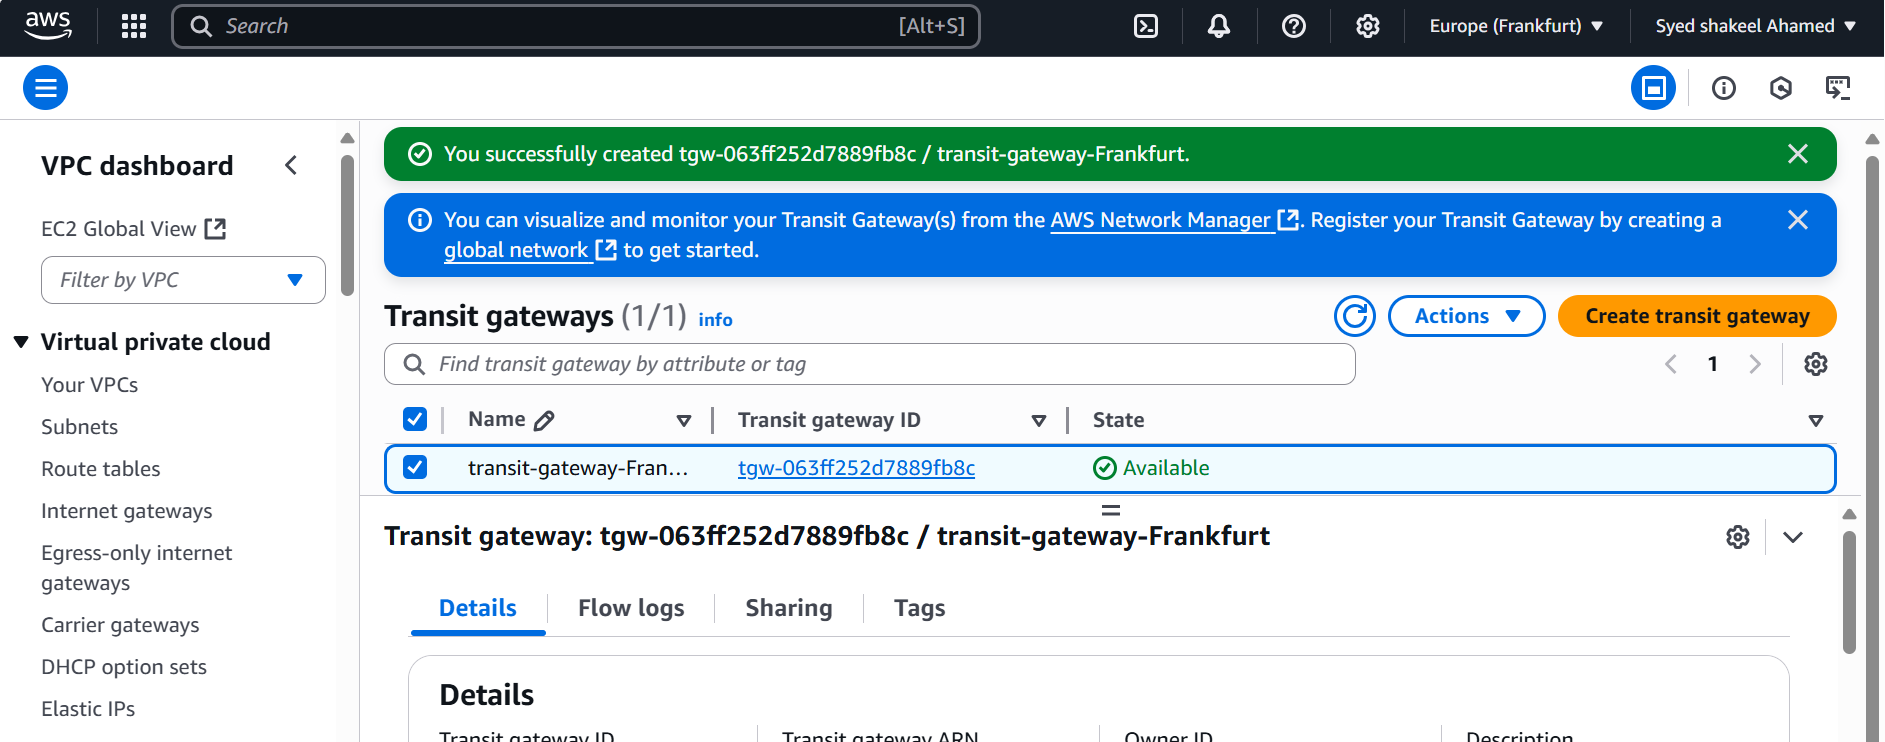 aws
Search
[Alt+S]
Europe (Frankfurt)
Syed shakeel Ahamed
VPC dashboard
EC2 Global View
Filter by VPC
Virtual private cloud
Your VPCs
Subnets
Route tables
Internet gateways
Egress-only internet
gateways
Carrier gateways
DHCP option sets
Elastic IPs
You successfully created tgw-063ff252d7889fb8c / transit-gateway-Frankfurt.
You can visualize and monitor your Transit Gateway(s) from the AWS Network Manager. Register your Transit Gateway by creating a
global network to get started.
Transit gateways (1/1) info
Actions
Create transit gateway
Find transit gateway by attribute or tag
1
Name
Transit gateway ID
State
transit-gateway-Fran...
tgw-063ff252d7889fb8c
Available
Transit gateway: tgw-063ff252d7889fb8c / transit-gateway-Frankfurt
Details
Flow logs
Sharing
Tags
Details
Transit gateway ID
Transit gateway ARN
Owner ID
Description